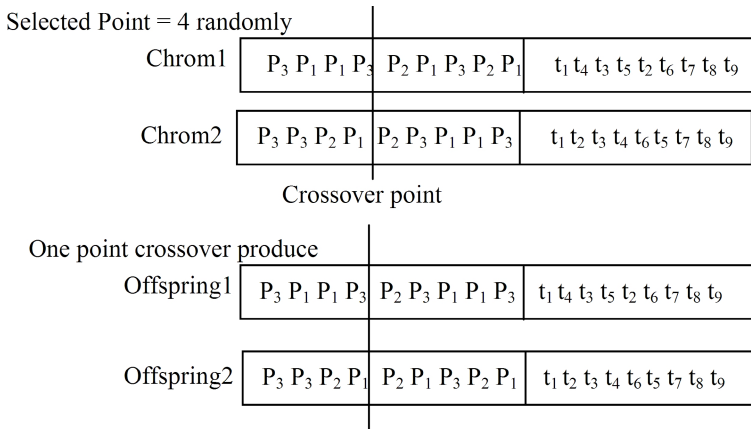 Selected Point = 4 randomly
Chrom1 P₃ P₁ P₁ P₃ P₂ P₁ P₃ P₂ P₁ t₁ t₄ t₃ t₅ t₂ t₆ t₇ t₈ t₉
Chrom2 P₃ P₃ P₂ P₁ P₂ P₃ P₁ P₁ P₃ t₁ t₂ t₃ t₄ t₆ t₅ t₇ t₈ t₉
Crossover point
One point crossover produce
Offspring1 P₃ P₁ P₁ P₃ P₂ P₃ P₁ P₁ P₃ t₁ t₄ t₃ t₅ t₂ t₆ t₇ t₈ t₉
Offspring2 P₃ P₃ P₂ P₁ P₂ P₁ P₃ P₂ P₁ t₁ t₂ t₃ t₄ t₆ t₅ t₇ t₈ t₉